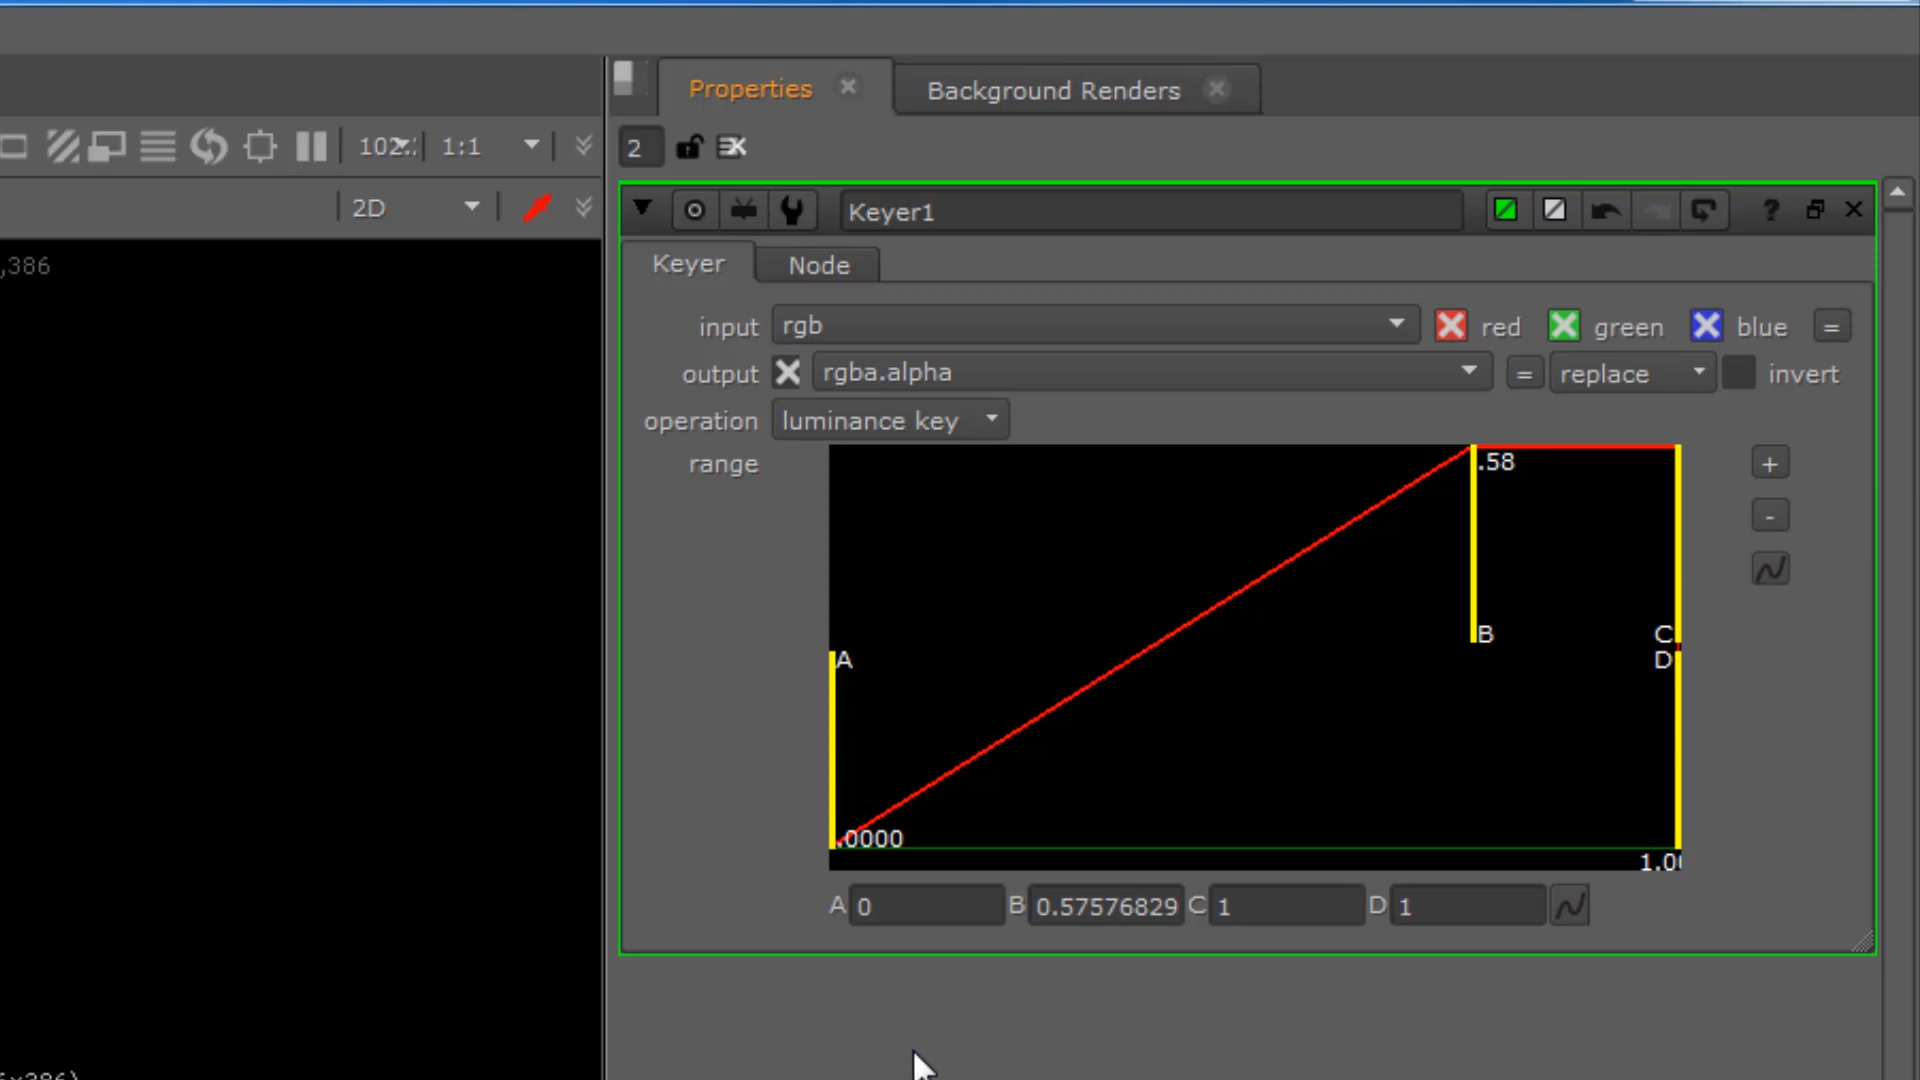 Properties
Background Renders
1:1
2
2D
Keyer1
?
,386
Keyer
Node
input
rgb
red
green
blue
=
output
rgba.alpha
=
replace
invert
operation
luminance key
range
.58
+
-
B
C
A
D
.0000
A
0
B
0.57576829
C
1
D
1